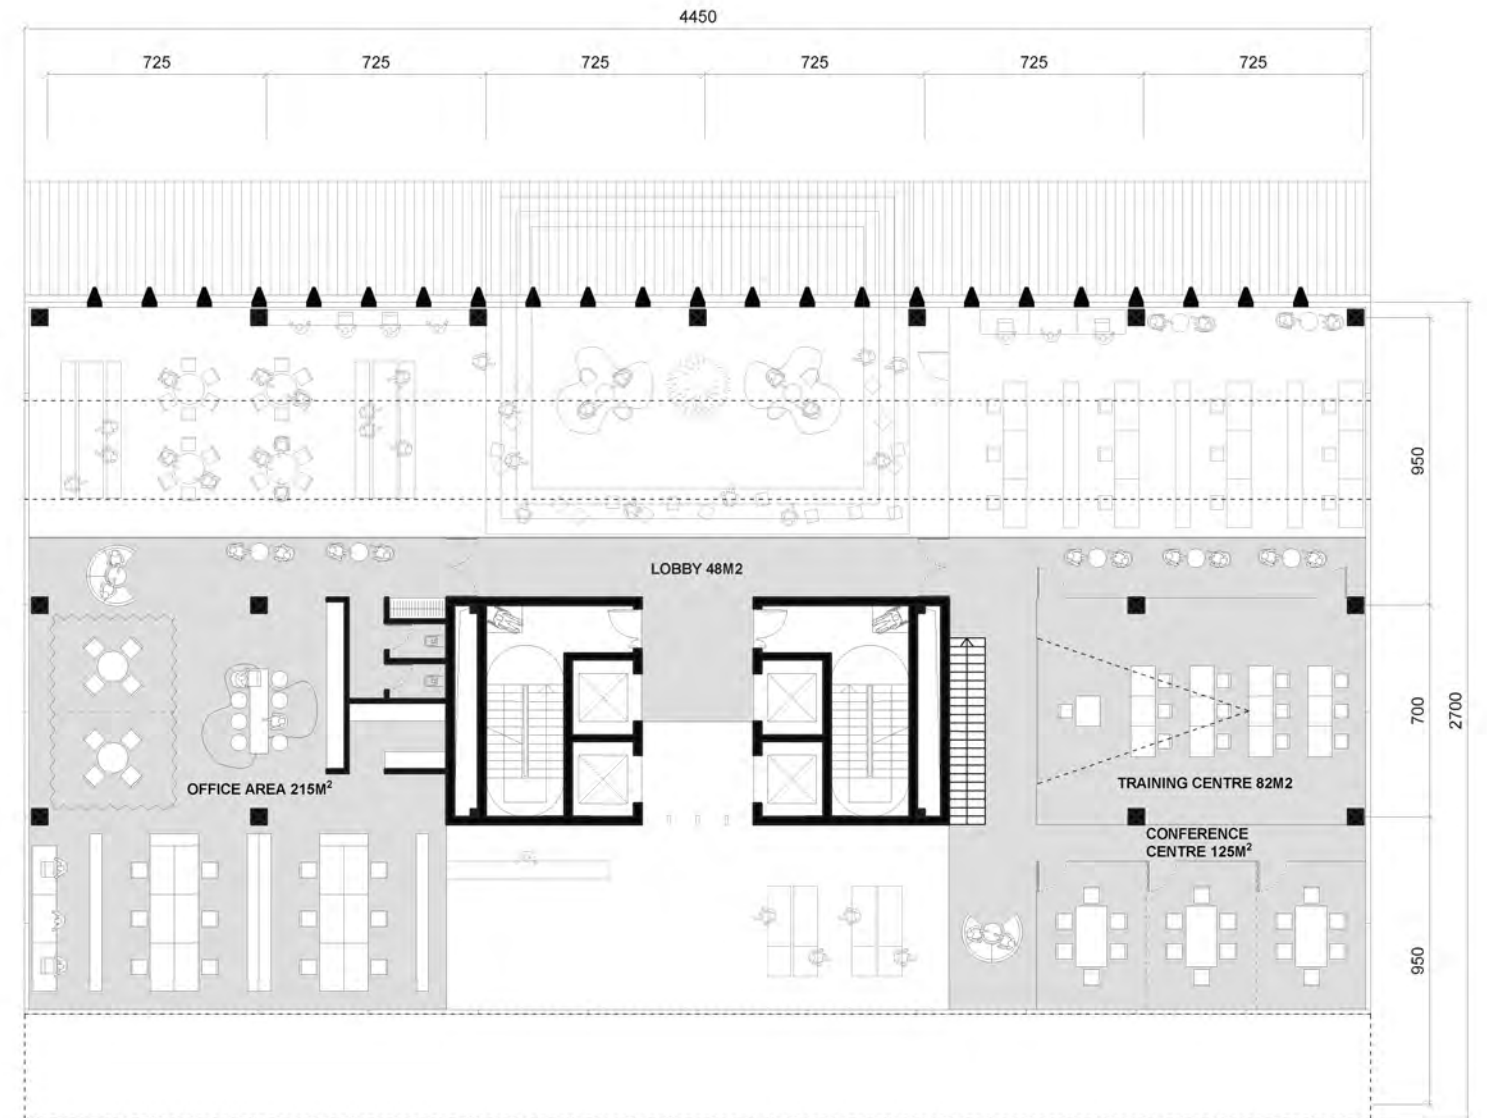 4450
725 725 725 725 725 725
LOBBY 48M2
950
OFFICE AREA 215M²
TRAINING CENTRE 82M2
700
2700
CONFERENCE
CENTRE 125M²
950